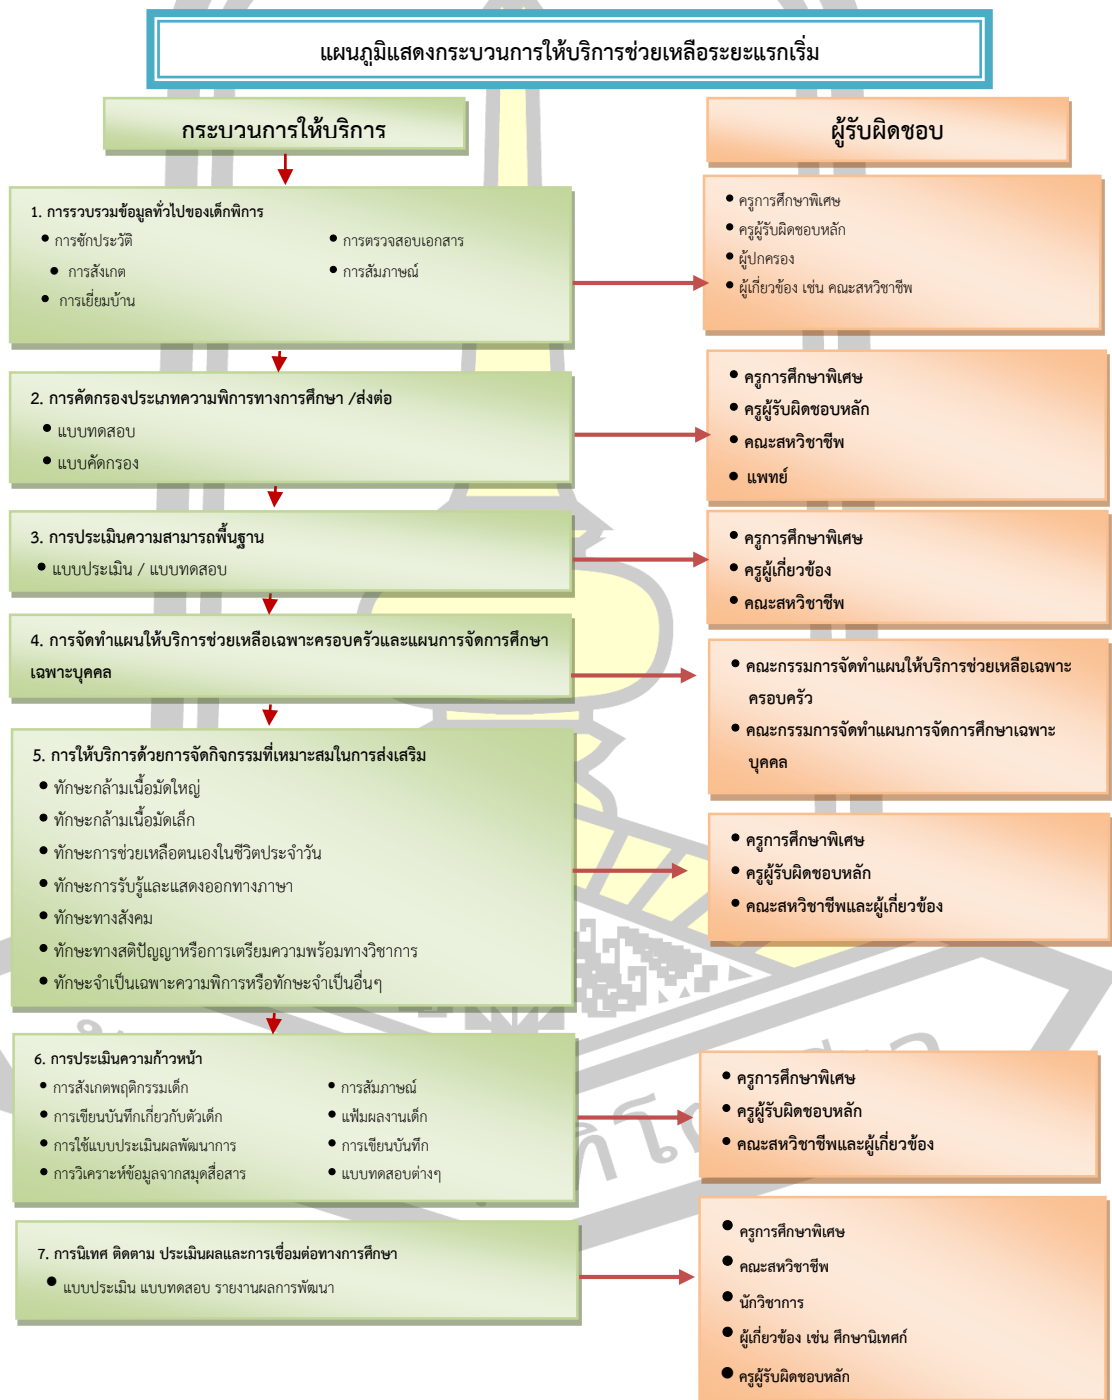 แผนภูมิแสดงกระบวนการให้บริการช่วยเหลือระยะแรกเริ่ม
กระบวนการให้บริการ
ผู้รับผิดชอบ
1. การรวบรวมข้อมูลทั่วไปของเด็กพิการ
• การซักประวัติ
• การตรวจสอบเอกสาร
• การสังเกต
• การสัมภาษณ์
• การเยี่ยมบ้าน
• ครูการศึกษาพิเศษ
• ครูผู้รับผิดชอบหลัก
• ผู้ปกครอง
• ผู้เกี่ยวข้อง เช่น คณะสหวิชาชีพ
2. การคัดกรองประเภทความพิการทางการศึกษา /ส่งต่อ
• แบบทดสอบ
• แบบคัดกรอง
• ครูการศึกษาพิเศษ
• ครูผู้รับผิดชอบหลัก
• คณะสหวิชาชีพ
• แพทย์
3. การประเมินความสามารถพื้นฐาน
• แบบประเมิน / แบบทดสอบ
• ครูการศึกษาพิเศษ
• ครูผู้เกี่ยวข้อง
• คณะสหวิชาชีพ
4. การจัดทำแผนให้บริการช่วยเหลือเฉพาะครอบครัวและแผนการจัดการศึกษา
เฉพาะบุคคล
• คณะกรรมการจัดทำแผนให้บริการช่วยเหลือเฉพาะ
ครอบครัว
• คณะกรรมการจัดทำแผนการจัดการศึกษาเฉพาะ
บุคคล
5. การให้บริการด้วยการจัดกิจกรรมที่เหมาะสมในการส่งเสริม
• ทักษะกล้ามเนื้อมัดใหญ่
• ทักษะกล้ามเนื้อมัดเล็ก
• ทักษะการช่วยเหลือตนเองในชีวิตประจำวัน
• ทักษะการรับรู้และแสดงออกทางภาษา
• ทักษะทางสังคม
• ทักษะทางสติปัญญาหรือการเตรียมความพร้อมทางวิชาการ
• ทักษะจำเป็นเฉพาะความพิการหรือทักษะจำเป็นอื่นๆ
• ครูการศึกษาพิเศษ
• ครูผู้รับผิดชอบหลัก
• คณะสหวิชาชีพและผู้เกี่ยวข้อง
6. การประเมินความก้าวหน้า
• การสังเกตพฤติกรรมเด็ก
• การสัมภาษณ์
• การเขียนบันทึกเกี่ยวกับตัวเด็ก
• แฟ้มผลงานเด็ก
• การใช้แบบประเมินผลพัฒนาการ
• การเขียนบันทึก
• การวิเคราะห์ข้อมูลจากสมุดสื่อสาร
• แบบทดสอบต่างๆ
• ครูการศึกษาพิเศษ
• ครูผู้รับผิดชอบหลัก
• คณะสหวิชาชีพและผู้เกี่ยวข้อง
7. การนิเทศ ติดตาม ประเมินผลและการเชื่อมต่อทางการศึกษา
• แบบประเมิน แบบทดสอบ รายงานผลการพัฒนา
• ครูการศึกษาพิเศษ
• คณะสหวิชาชีพ
• นักวิชาการ
• ผู้เกี่ยวข้อง เช่น ศึกษานิเทศก์
• ครูผู้รับผิดชอบหลัก